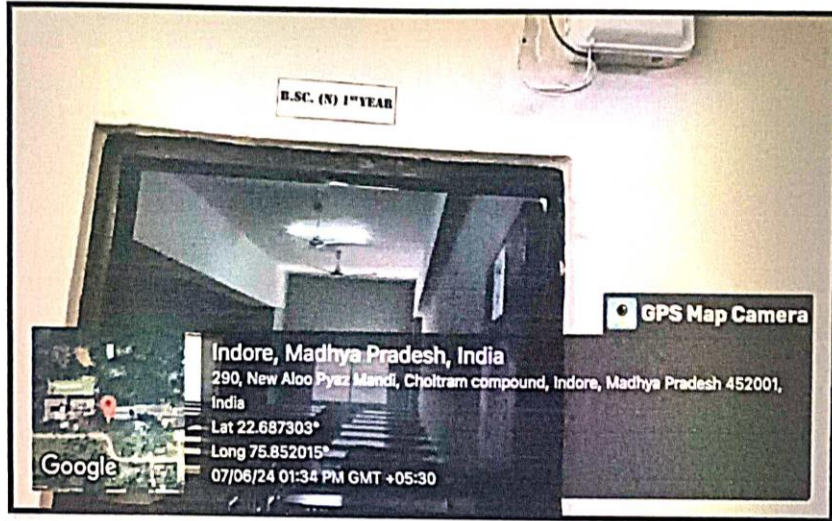 B.SC. (N) 1ST YEAR
GPS Map Camera
Indore, Madhya Pradesh, India
290, New Aloo Pyaz Mandi, Choitram compound, Indore, Madhya Pradesh 452001,
India
Lat 22.687303°
Long 75.852015°
07/06/24 01:34 PM GMT +05:30
Google